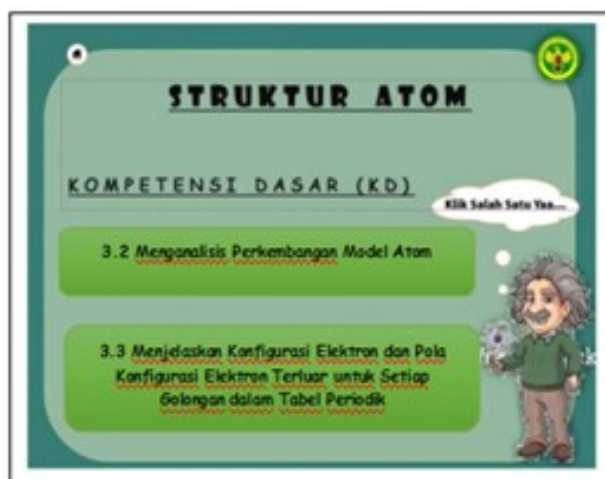 STRUKTUR ATOM
KOMPETENSI DASAR (KD)
Klik Salah Satu Yaa...
3.2 Menganalisis Perkembangan Model Atom
3.3 Menjelaskan Konfigurasi Elektron dan Pola
Konfigurasi Elektron Terluar untuk Setiap
Golongan dalam Tabel Periodik